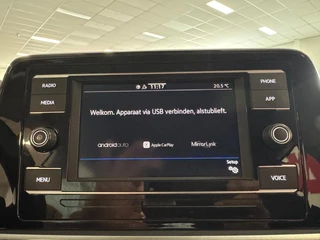 RADIO
MEDIA
MENU
11:17
20.5 °C
Welkom. Apparaat via USB verbinden, alstublieft.
androidauto Apple CarPlay MirrorLink
Setup
PHONE
APP
VOICE